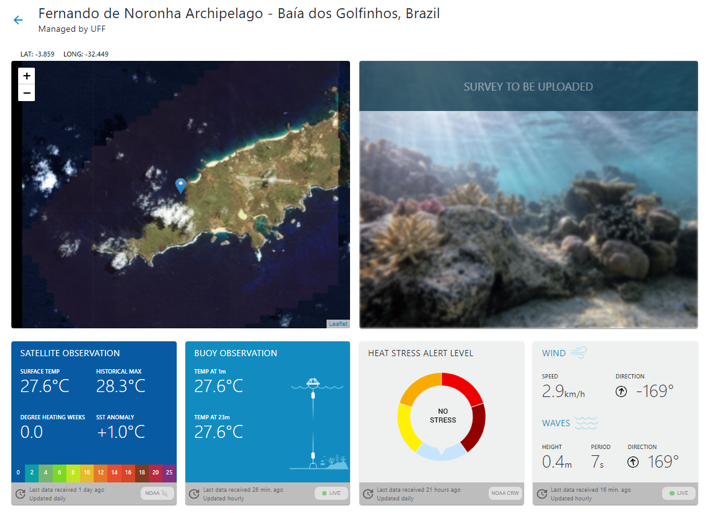 Fernando de Noronha Archipelago - Baía dos Golfinhos, Brazil
Managed by UFF
LAT: -3.859 LONG: -32.449
+
−
Leaflet
SURVEY TO BE UPLOADED
SATELLITE OBSERVATION
SURFACE TEMP HISTORICAL MAX
27.6°C 28.3°C
DEGREE HEATING WEEKS SST ANOMALY
0.0 +1.0°C
0 2 4 6 8 10 12 14 16 18 20 25
Last data received 1 day ago
Updated daily
NOAA
BUOY OBSERVATION
TEMP AT 1m
27.6°C
TEMP AT 23m
27.6°C
Last data received 26 min. ago
Updated hourly
LIVE
HEAT STRESS ALERT LEVEL
NO
STRESS
Last data received 21 hours ago
Updated daily
NOAA CRW
WIND
SPEED DIRECTION
2.9km/h -169°
WAVES
HEIGHT PERIOD DIRECTION
0.4m 7s 169°
Last data received 16 min. ago
Updated hourly
LIVE